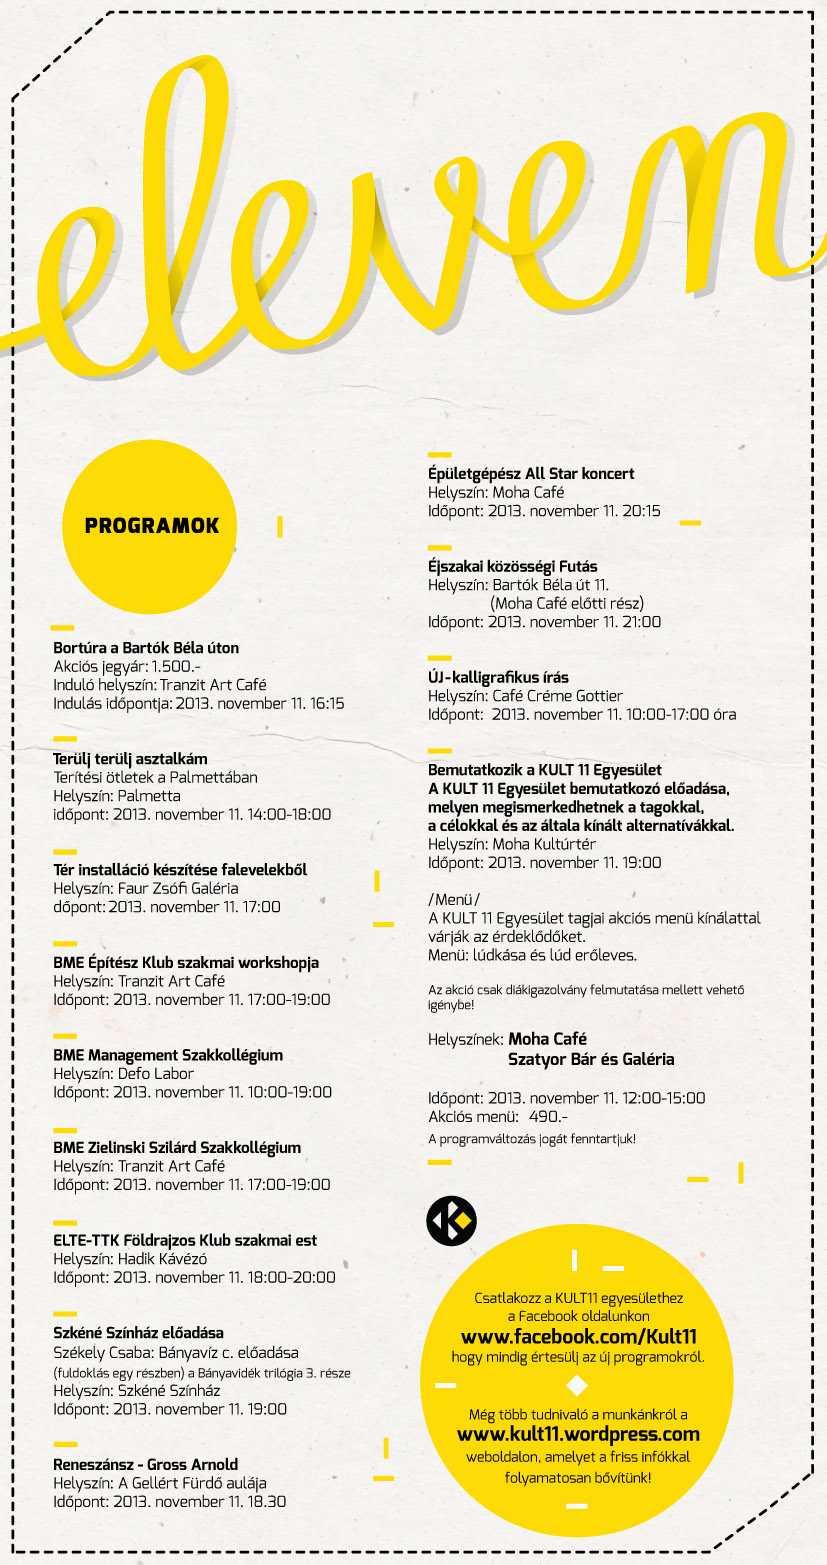 eleven
PROGRAMOK
Bortúra a Bartók Béla úton
Akciós jegyár: 1.500.-
Induló helyszín: Tranzit Art Café
Indulás időpontja: 2013. november 11. 16:15
Terülj terülj asztalkám
Terítési ötletek a Palmettában
Helyszín: Palmetta
időpont: 2013. november 11. 14:00-18:00
Tér installáció készítése falevelekből
Helyszín: Faur Zsófi Galéria
dőpont: 2013. november 11. 17:00
BME Építész Klub szakmai workshopja
Helyszín: Tranzit Art Café
Időpont: 2013. november 11. 17:00-19:00
BME Management Szakkollégium
Helyszín: Defo Labor
Időpont: 2013. november 11. 10:00-19:00
BME Zielinski Szilárd Szakkollégium
Helyszín: Tranzit Art Café
Időpont: 2013. november 11. 17:00-19:00
ELTE-TTK Földrajzos Klub szakmai est
Helyszín: Hadik Kávézó
Időpont: 2013. november 11. 18:00-20:00
Szkéné Színház előadása
Székely Csaba: Bányavíz c. előadása
(fuldoklás egy részben) a Bányavidék trilógia 3. része
Helyszín: Szkéné Színház
Időpont: 2013. november 11. 19:00
Reneszánsz - Gross Arnold
Helyszín: A Gellért Fürdő aulája
Időpont: 2013. november 11. 18.30
Épületgépész All Star koncert
Helyszín: Moha Café
Időpont: 2013. november 11. 20:15
Éjszakai közösségi Futás
Helyszín: Bartók Béla út 11.
(Moha Café előtti rész)
Időpont: 2013. november 11. 21:00
ÚJ-kalligrafikus írás
Helyszín: Café Créme Gottier
Időpont: 2013. november 11. 10:00-17:00 óra
Bemutatkozik a KULT 11 Egyesület
A KULT 11 Egyesület bemutatkozó előadása,
melyen megismerkedhetnek a tagokkal,
a célokkal és az általa kínált alternatívákkal.
Helyszín: Moha Kultúrtér
Időpont: 2013. november 11. 19:00
/Menü/
A KULT 11 Egyesület tagjai akciós menü kínálattal
várják az érdeklődőket.
Menü: lúdkása és lúd erőleves.
Az akció csak diákigazolvány felmutatása mellett vehető
igénybe!
Helyszínek: Moha Café
Szatyor Bár és Galéria
Időpont: 2013. november 11. 12:00-15:00
Akciós menü: 490.-
A programváltozás jogát fenntartjuk!
K
Csatlakozz a KULT11 egyesülethez
a Facebook oldalunkon
www.facebook.com/Kult11
hogy mindig értesülj az új programokról.
Még több tudnivaló a munkánkról a
www.kult11.wordpress.com
weboldalon, amelyet a friss infókkal
folyamatosan bővítünk!